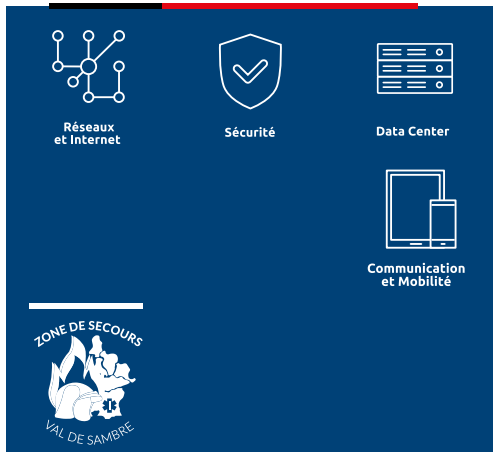 Réseaux
et Internet
Sécurité
Data Center
Communication
et Mobilité
ZONE DE SECOURS
VAL DE SAMBRE